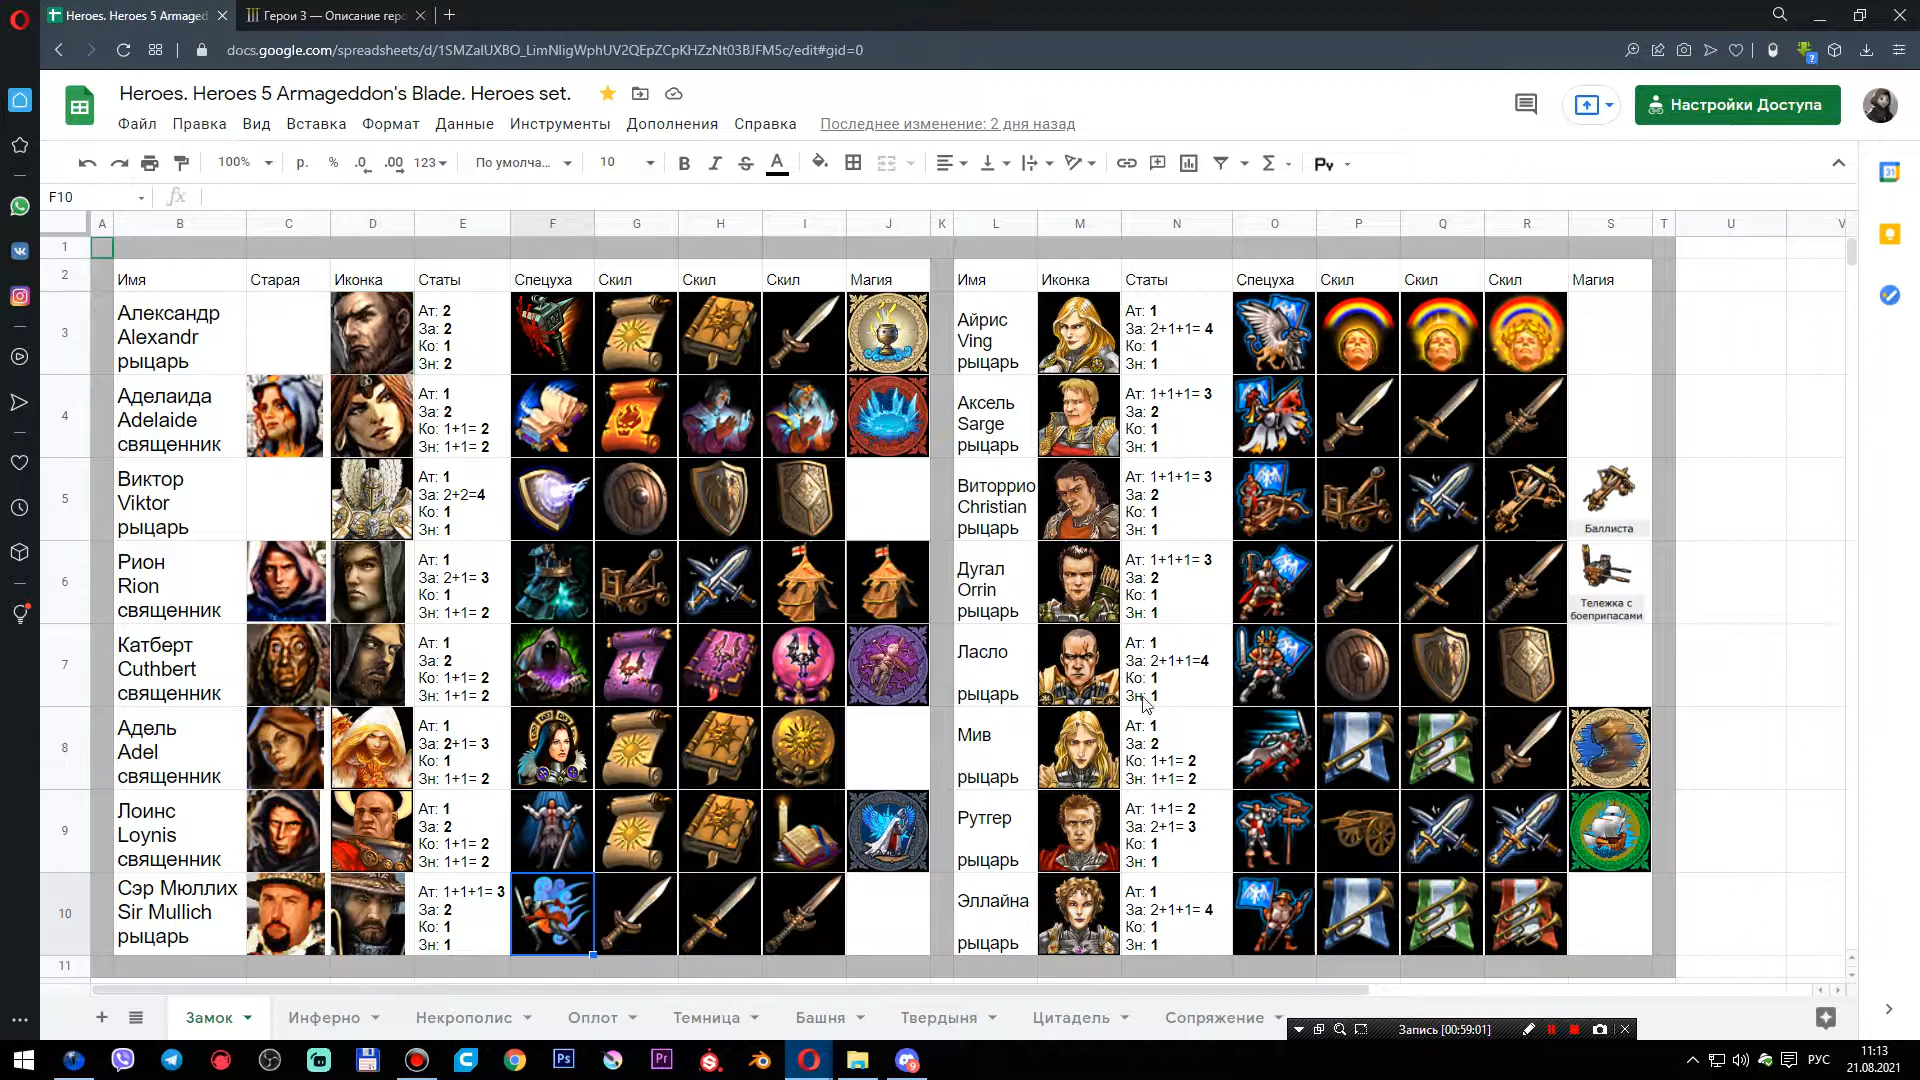 Heroes. Heroes 5 Armaged
Герои 3 — Описание геро
docs.google.com/spreadsheets/d/1SMZalUXBO_LimNligWphUV2QEpZCpKHZzNt03BJFM5c/edit#gid=0
Heroes. Heroes 5 Armageddon's Blade. Heroes set.
Файл Правка Вид Вставка Формат Данные Инструменты Дополнения Справка Последнее изменение: 2 дня назад
Настройки Доступа
100% р. % .0 .00 123 По умолча... 10 Ру
F10 fx
A B C D E F G H I J K L M N O P Q R S T U V
1
2 Имя Старая Иконка Статы Спецуха Скил Скил Скил Магия Имя Иконка Статы Спецуха Скил Скил Скил Магия
3
Александр
Alexandr
рыцарь
Ат: 2
За: 2
Ко: 1
Зн: 2
Айрис
Ving
рыцарь
Ат: 1
За: 2+1+1= 4
Ко: 1
Зн: 1
4
Аделаида
Adelaide
священник
Ат: 1
За: 2
Ко: 1+1= 2
Зн: 1+1= 2
Аксель
Sarge
рыцарь
Ат: 1+1+1= 3
За: 2
Ко: 1
Зн: 1
5
Виктор
Viktor
рыцарь
Ат: 1
За: 2+2=4
Ко: 1
Зн: 1
Виторрио
Christian
рыцарь
Ат: 1+1+1= 3
За: 2
Ко: 1
Зн: 1
Баллиста
6
Рион
Rion
священник
Ат: 1
За: 2+1= 3
Ко: 1
Зн: 1+1= 2
Дугал
Orrin
рыцарь
Ат: 1+1+1= 3
За: 2
Ко: 1
Зн: 1
Тележка с
боеприпасами
7
Катберт
Cuthbert
священник
Ат: 1
За: 2
Ко: 1+1= 2
Зн: 1+1= 2
Ласло
рыцарь
Ат: 1
За: 2+1+1=4
Ко: 1
Зн: 1
8
Адель
Adel
священник
Ат: 1
За: 2+1= 3
Ко: 1
Зн: 1+1= 2
Мив
рыцарь
Ат: 1
За: 2
Ко: 1+1= 2
Зн: 1+1= 2
9
Лоинс
Loynis
священник
Ат: 1
За: 2
Ко: 1+1= 2
Зн: 1+1= 2
Рутгер
рыцарь
Ат: 1+1= 2
За: 2+1= 3
Ко: 1
Зн: 1
10
Сэр Мюллих
Sir Mullich
рыцарь
Ат: 1+1+1= 3
За: 2
Ко: 1
Зн: 1
Эллайна
рыцарь
Ат: 1
За: 2+1+1= 4
Ко: 1
Зн: 1
11
Замок Инферно Некрополис Оплот Темница Башня Твердыня Цитадель Сопряжение
Запись [00:59:01]
РУС
11:13
21.08.2021